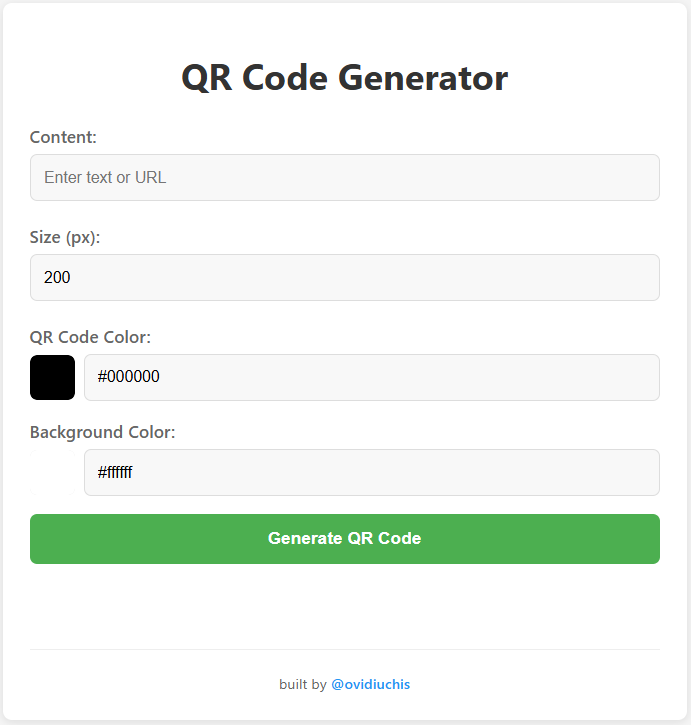 QR Code Generator
Content:
Enter text or URL
Size (px):
200
QR Code Color:
#000000
Background Color:
#ffffff
Generate QR Code
built by @ovidiuchis